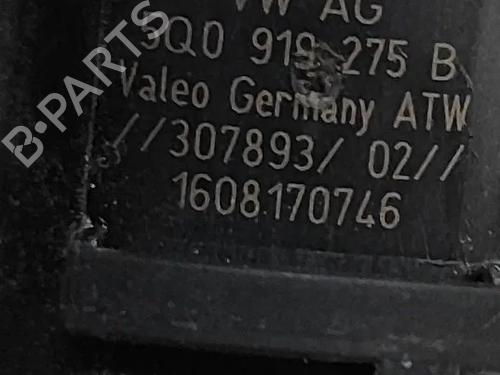 VW AG
5Q0 919 275 B
Valeo Germany ATW
//307893/ 02//
1608170746
B-PARTS